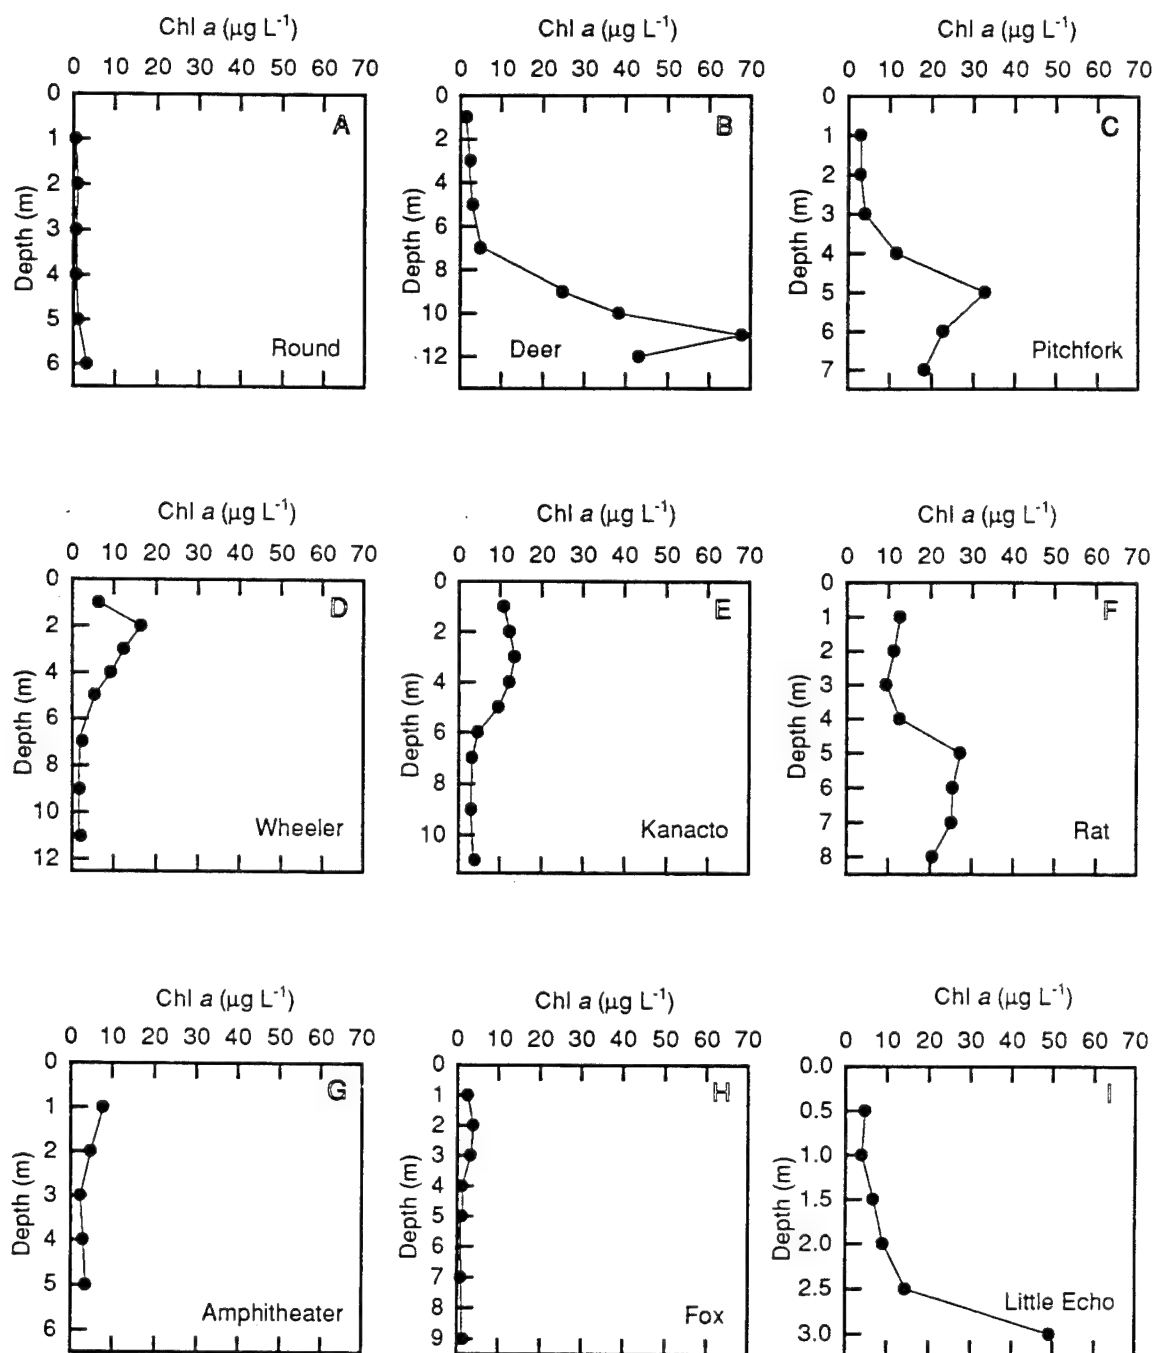 Chl a (µg L-1)
0 10 20 30 40 50 60 70
Depth (m)
0
1
2
3
4
5
6
A
Round
Chl a (µg L-1)
0 10 20 30 40 50 60 70
Depth (m)
0
2
4
6
8
10
12
B
Deer
Chl a (µg L-1)
0 10 20 30 40 50 60 70
Depth (m)
0
1
2
3
4
5
6
7
C
Pitchfork
Chl a (µg L-1)
0 10 20 30 40 50 60 70
Depth (m)
0
2
4
6
8
10
12
D
Wheeler
Chl a (µg L-1)
0 10 20 30 40 50 60 70
Depth (m)
0
2
4
6
8
10
E
Kanacto
Chl a (µg L-1)
0 10 20 30 40 50 60 70
Depth (m)
0
1
2
3
4
5
6
7
8
F
Rat
Chl a (µg L-1)
0 10 20 30 40 50 60 70
Depth (m)
0
1
2
3
4
5
6
G
Amphitheater
Chl a (µg L-1)
0 10 20 30 40 50 60 70
Depth (m)
0
1
2
3
4
5
6
7
8
9
H
Fox
Chl a (µg L-1)
0 10 20 30 40 50 60 70
Depth (m)
0.0
0.5
1.0
1.5
2.0
2.5
3.0
I
Little Echo